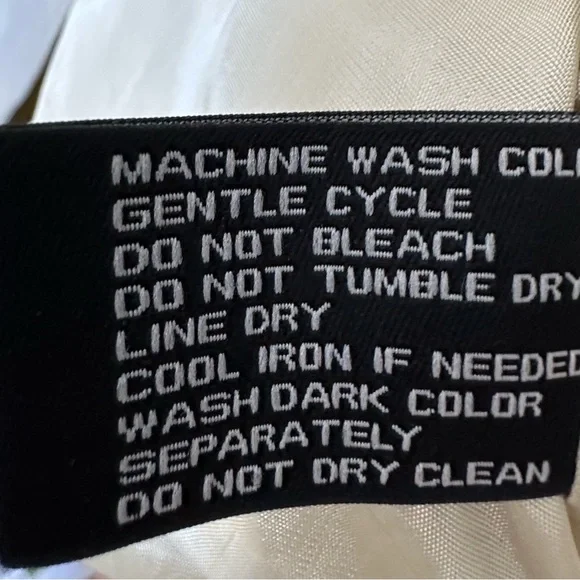 MACHINE WASH COL
GENTLE CYCLE
DO NOT BLEACH
DO NOT TUMBLE DRY
LINE DRY
COOL IRON IF NEEDED
WASH DARK COLOR
SEPARATELY
DO NOT DRY CLEAN